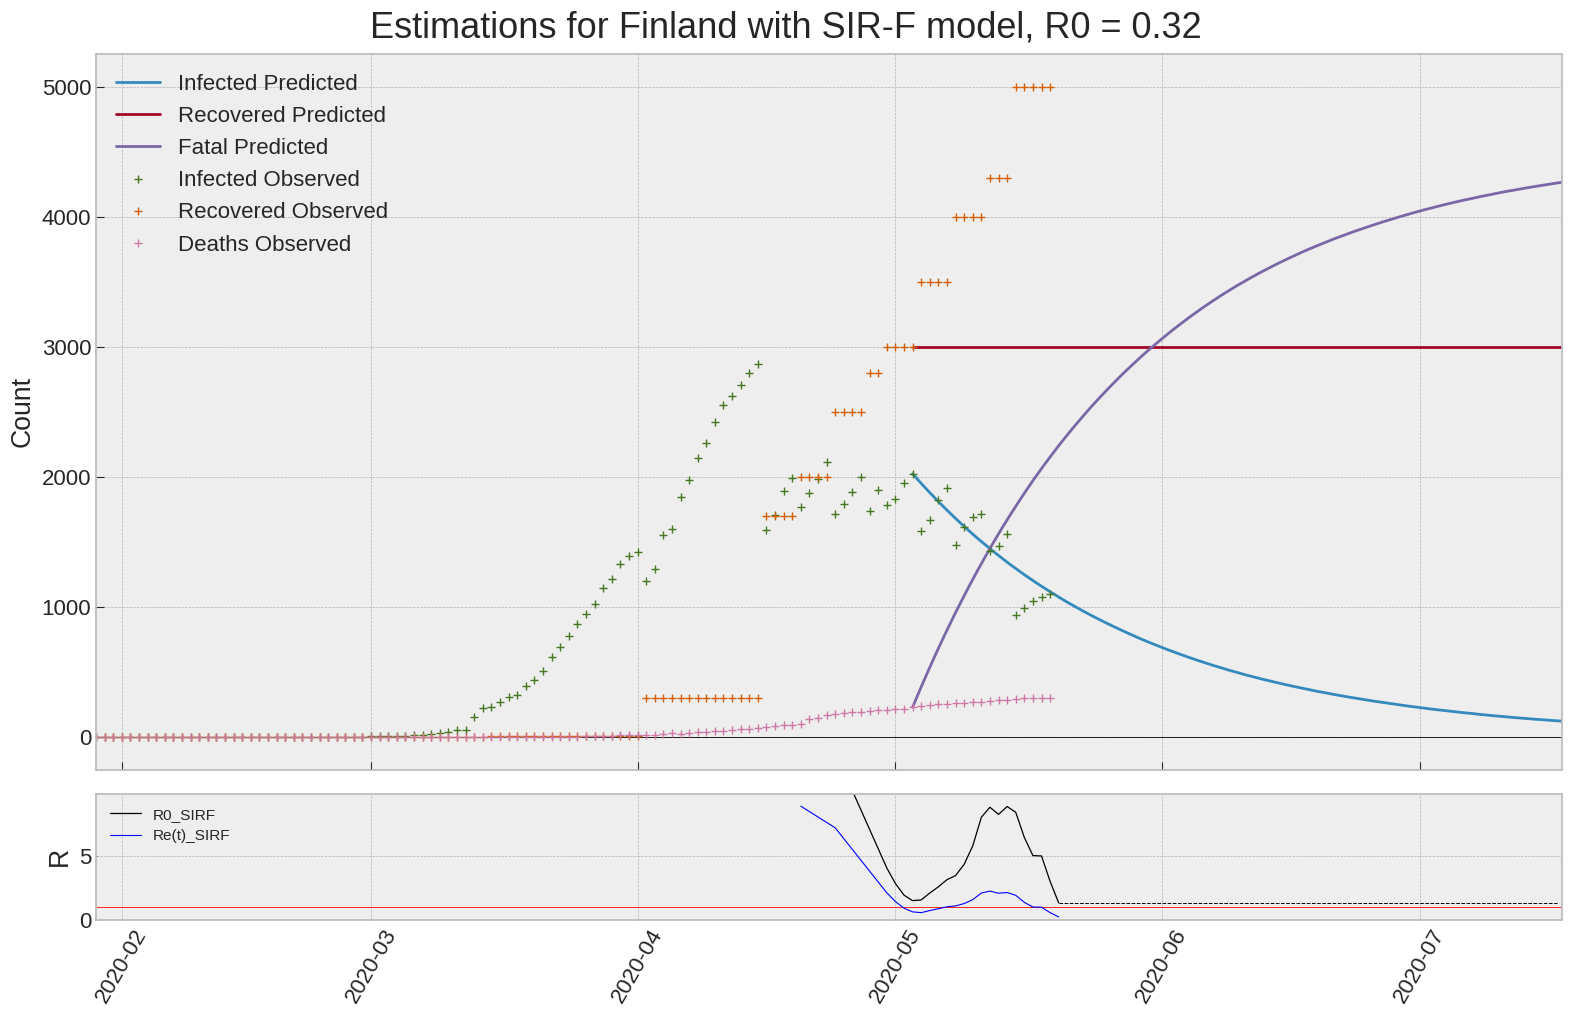 Estimations for Finland with SIR-F model, R0 = 0.32
Infected Predicted
Recovered Predicted
Fatal Predicted
Infected Observed
Recovered Observed
Deaths Observed
Count
5000
4000
3000
2000
1000
0
R0_SIRF
Re(t)_SIRF
R
5
0
2020-02
2020-03
2020-04
2020-05
2020-06
2020-07